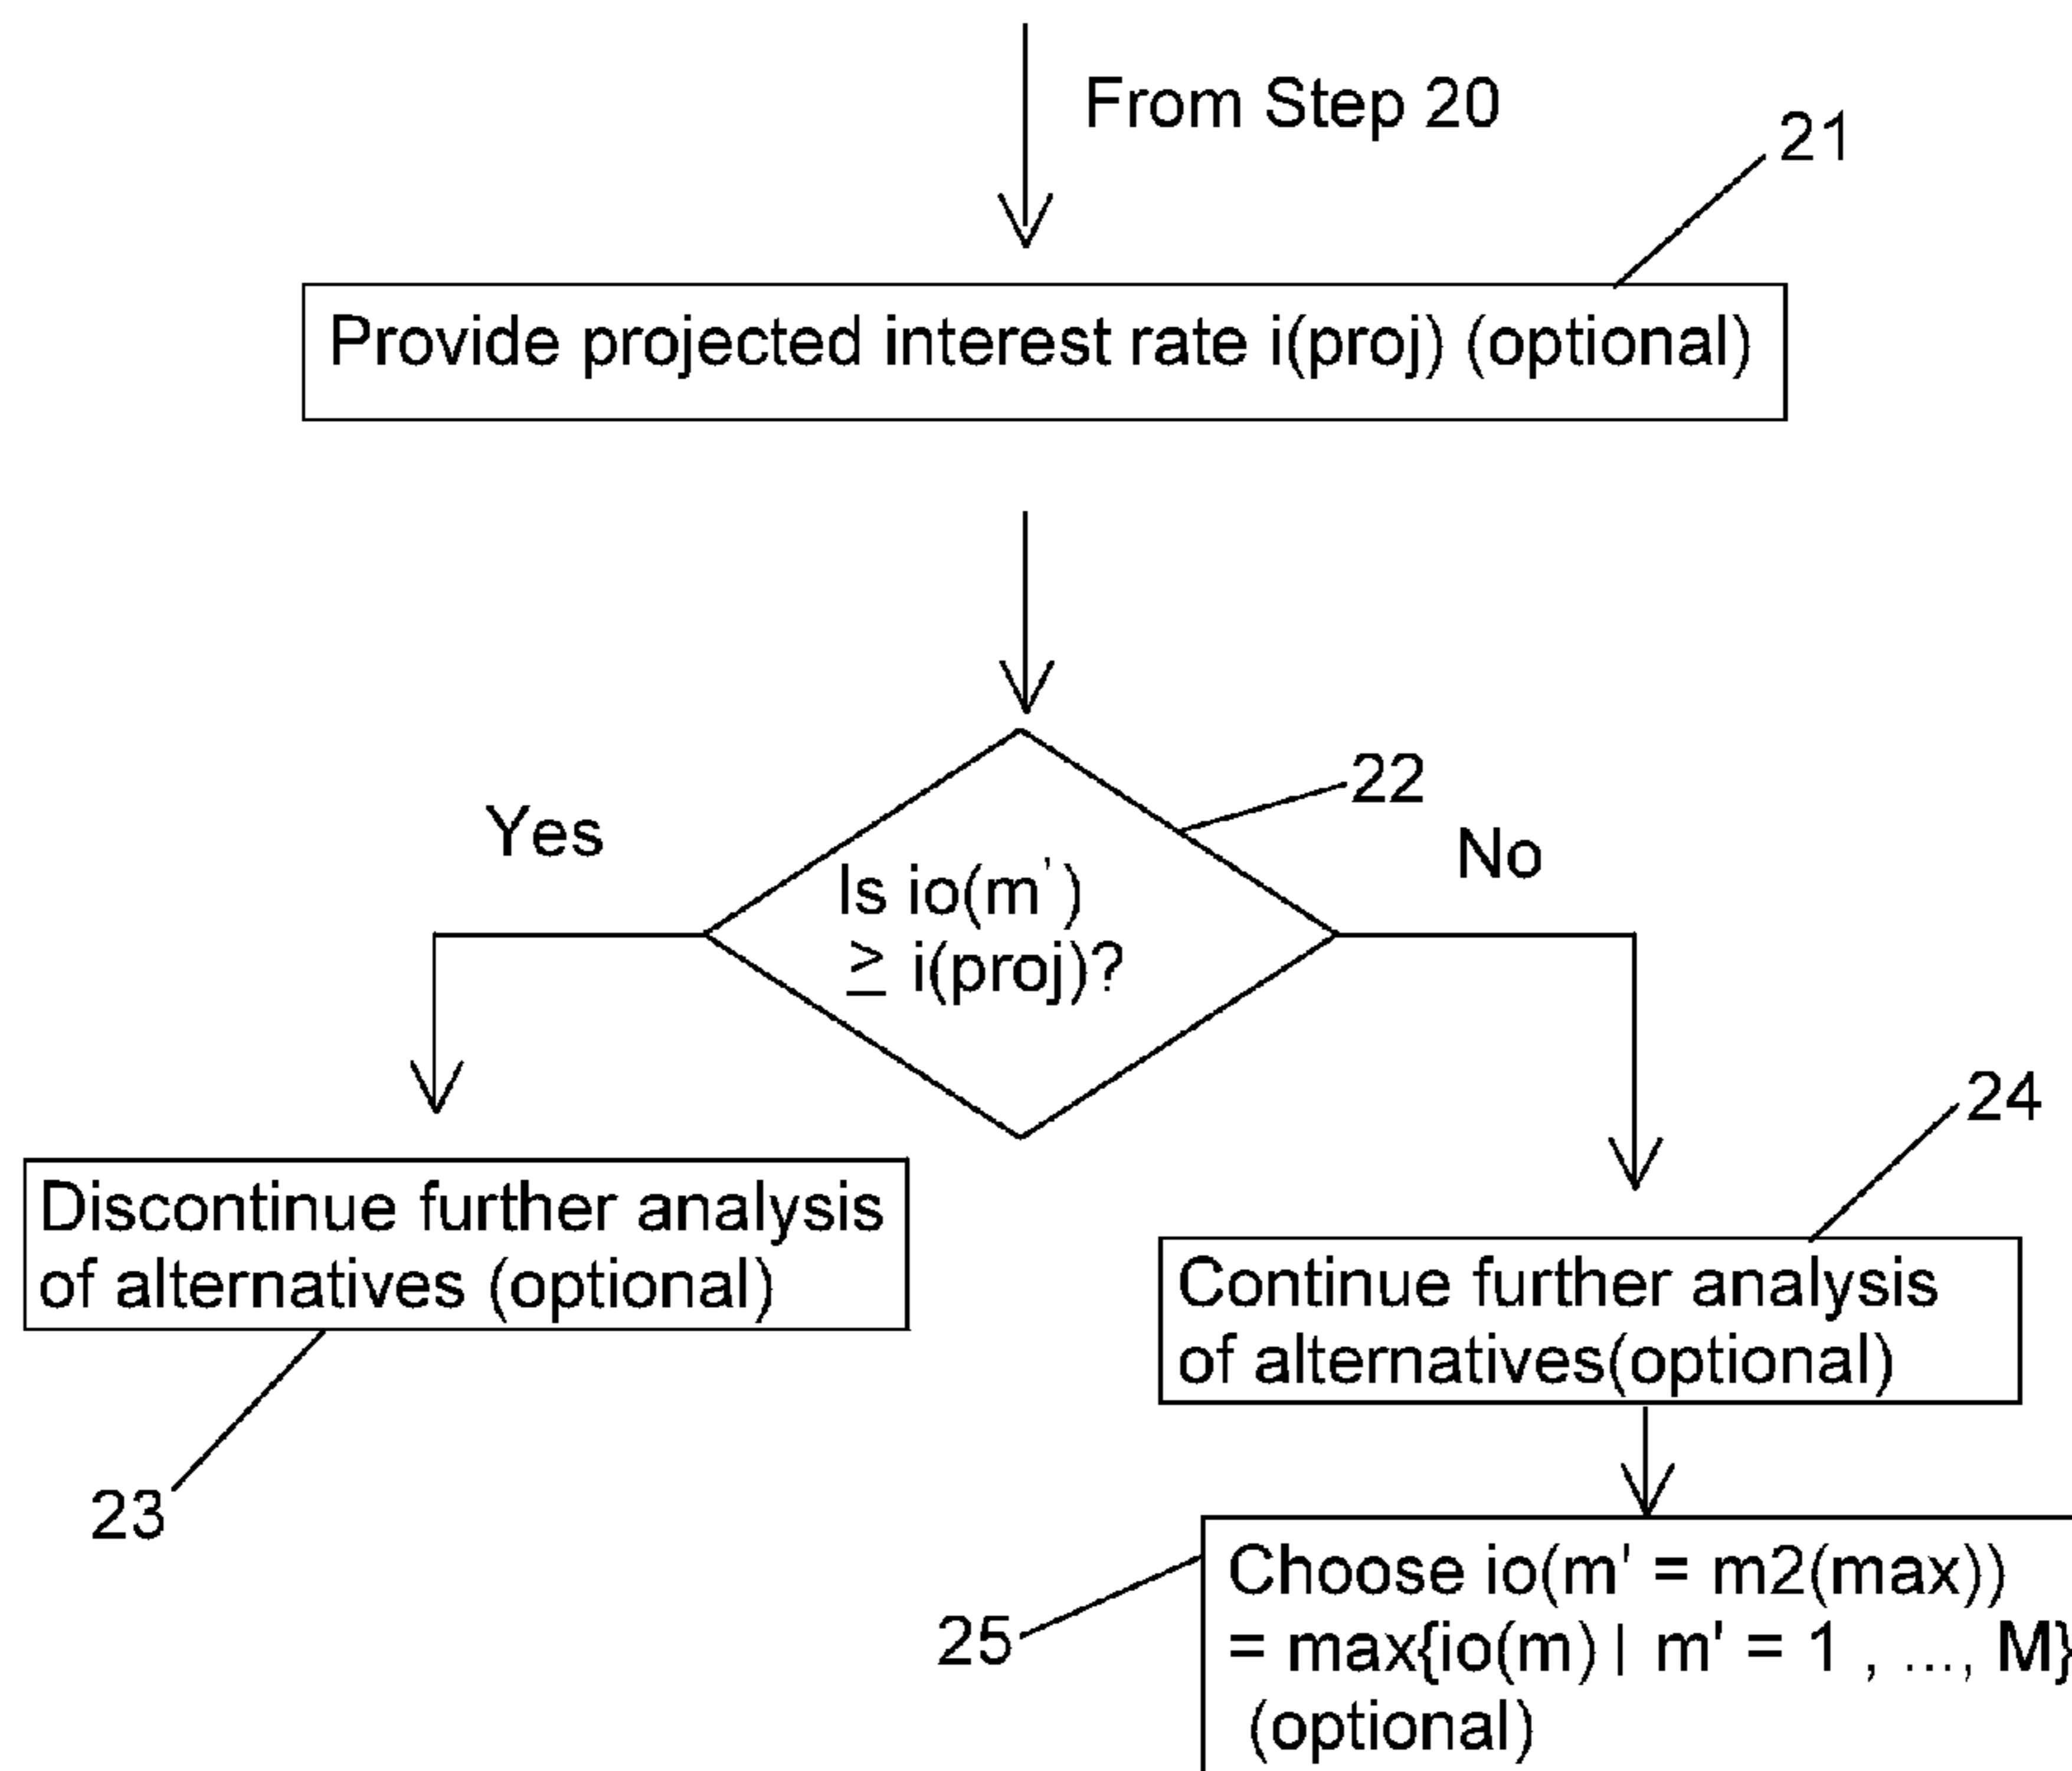 From Step 20
21
Provide projected interest rate i(proj) (optional)
22
Yes
No
Is io(m')
≥ i(proj)?
24
Discontinue further analysis
of alternatives (optional)
23
Continue further analysis
of alternatives(optional)
25
Choose io(m' = m2(max))
= max{io(m) | m' = 1 , ..., M}
(optional)